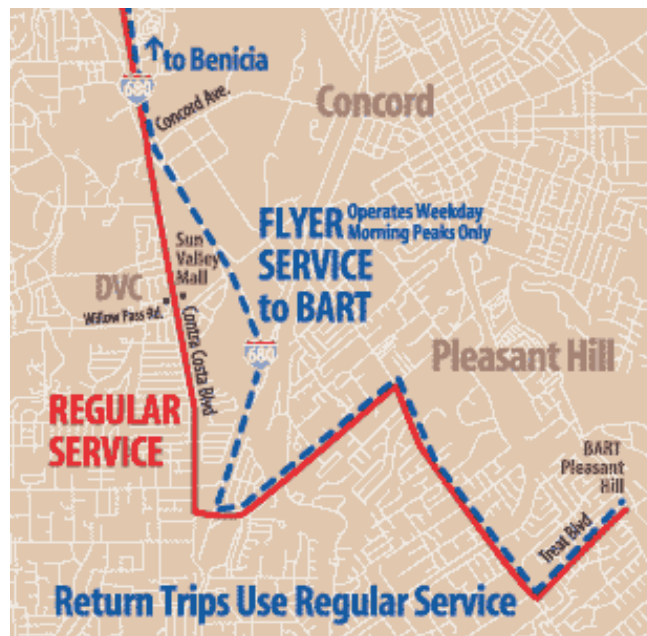 to Benicia
680
Concord Ave.
Concord
FLYER Operates Weekday
Morning Peaks Only
SERVICE
to BART
Sun
Valley
Mall
DVC
Willow Pass Rd.
Contra Costa Blvd
680
Pleasant Hill
REGULAR
SERVICE
BART
Pleasant
Hill
Treat Blvd
Return Trips Use Regular Service